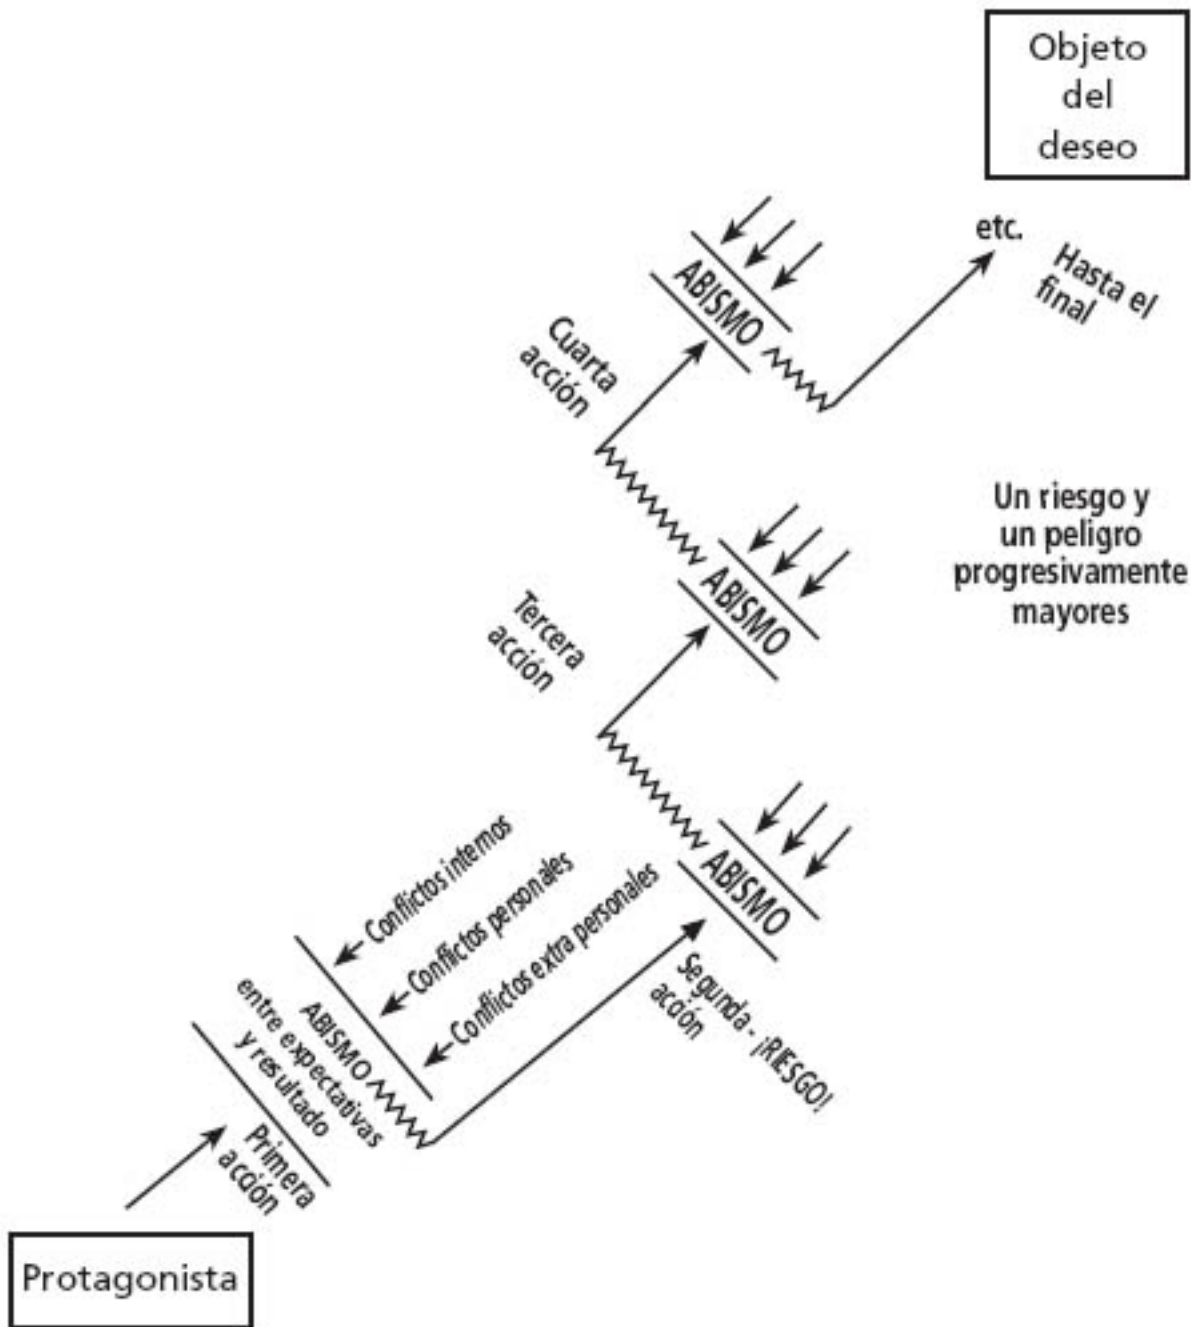 Objeto
del
deseo
etc.
Hasta el
final
ABISMO
Cuarta
acción
Un riesgo y
un peligro
progresivamente
mayores
ABISMO
Tercera
acción
ABISMO
Conflictos internos
Conflictos personales
Conflictos extra personales
Segunda - ¡RIESGO!
acción
ABISMO
entre expectativas
y resultado
Primera
acción
Protagonista